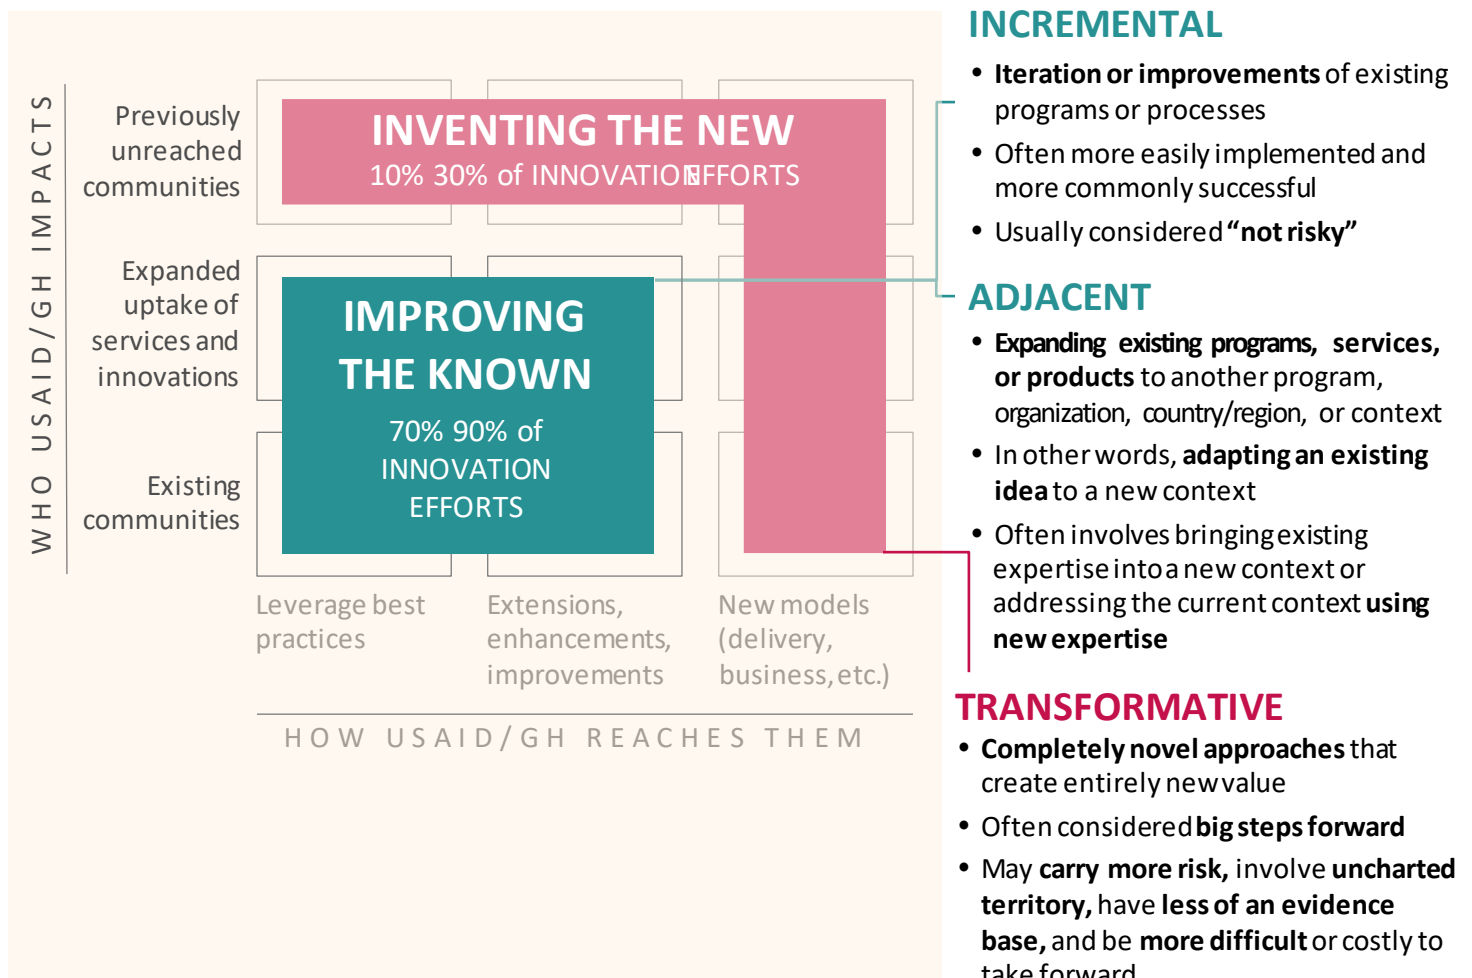 WHO USAID/GH IMPACTS
Previously
unreached
communities
Expanded
uptake of
services and
innovations
Existing
communities
INVENTING THE NEW
10% 30% of INNOVATION EFFORTS
IMPROVING
THE KNOWN
70% 90% of
INNOVATION
EFFORTS
Leverage best
practices
Extensions,
enhancements,
improvements
New models
(delivery,
business, etc.)
HOW USAID/GH REACHES THEM
INCREMENTAL
• Iteration or improvements of existing
programs or processes
• Often more easily implemented and
more commonly successful
• Usually considered “not risky”
ADJACENT
• Expanding existing programs, services,
or products to another program,
organization, country/region, or context
• In other words, adapting an existing
idea to a new context
• Often involves bringing existing
expertise into a new context or
addressing the current context using
new expertise
TRANSFORMATIVE
• Completely novel approaches that
create entirely new value
• Often considered big steps forward
• May carry more risk, involve uncharted
territory, have less of an evidence
base, and be more difficult or costly to
take forward